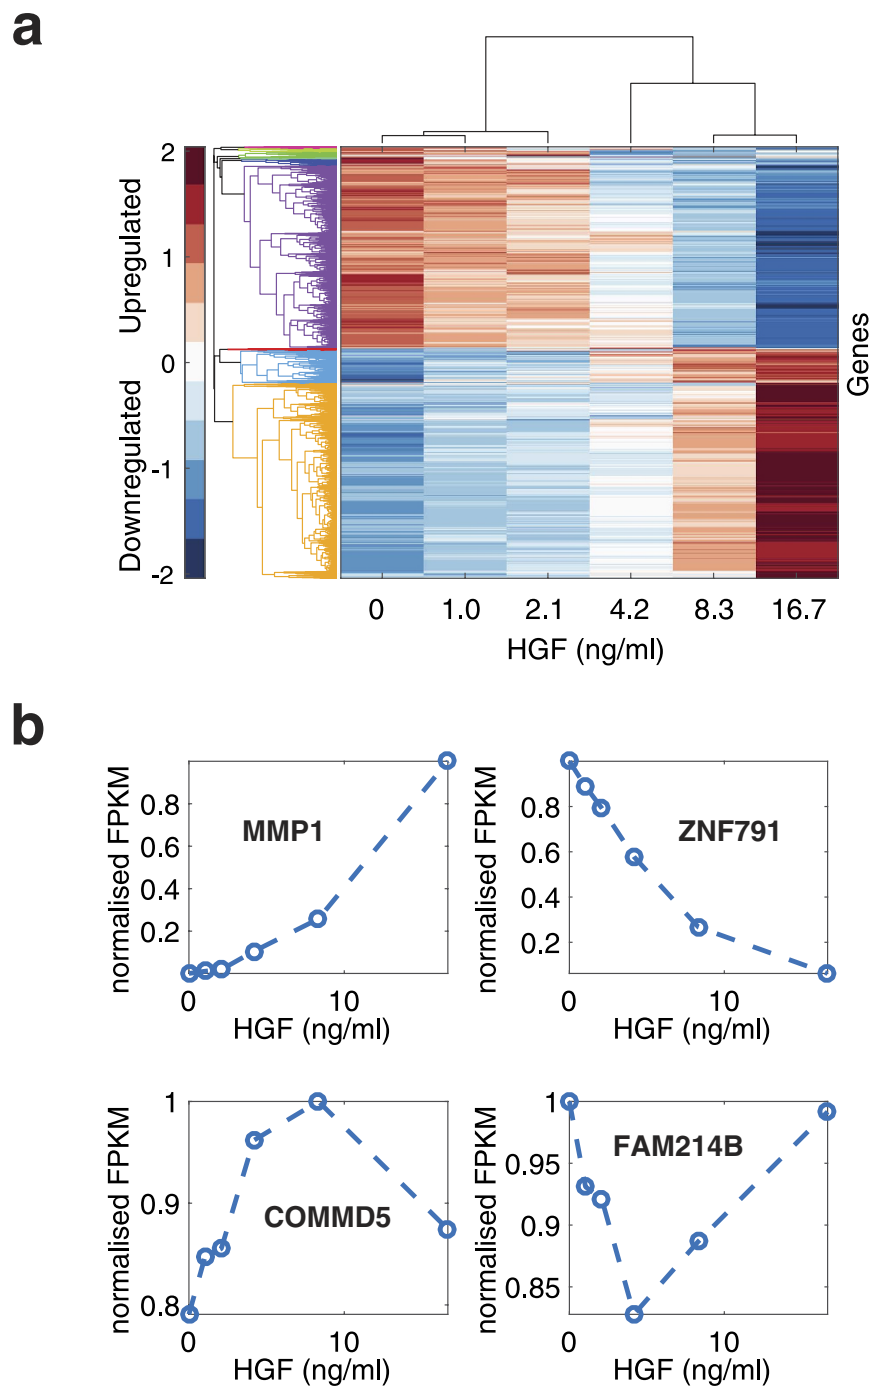 a
Upregulated
Downregulated
2
1
0
-1
-2
Genes
0 1.0 2.1 4.2 8.3 16.7
HGF (ng/ml)
b
normalised FPKM
0.8
0.6
0.4
0.2
MMP1
0 10
HGF (ng/ml)
normalised FPKM
0.8
0.6
0.4
0.2
ZNF791
0 10
HGF (ng/ml)
normalised FPKM
1
0.9
0.8
COMMD5
0 10
HGF (ng/ml)
normalised FPKM
1
0.95
0.9
0.85
FAM214B
0 10
HGF (ng/ml)